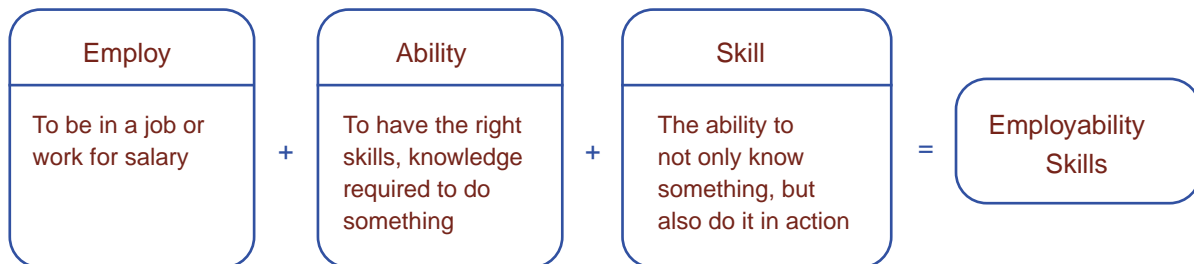 Employ
To be in a job or
work for salary
+
Ability
To have the right
skills, knowledge
required to do
something
+
Skill
The ability to
not only know
something, but
also do it in action
=
Employability
Skills